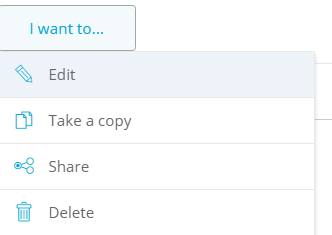 I want to...
Edit
Take a copy
Share
Delete